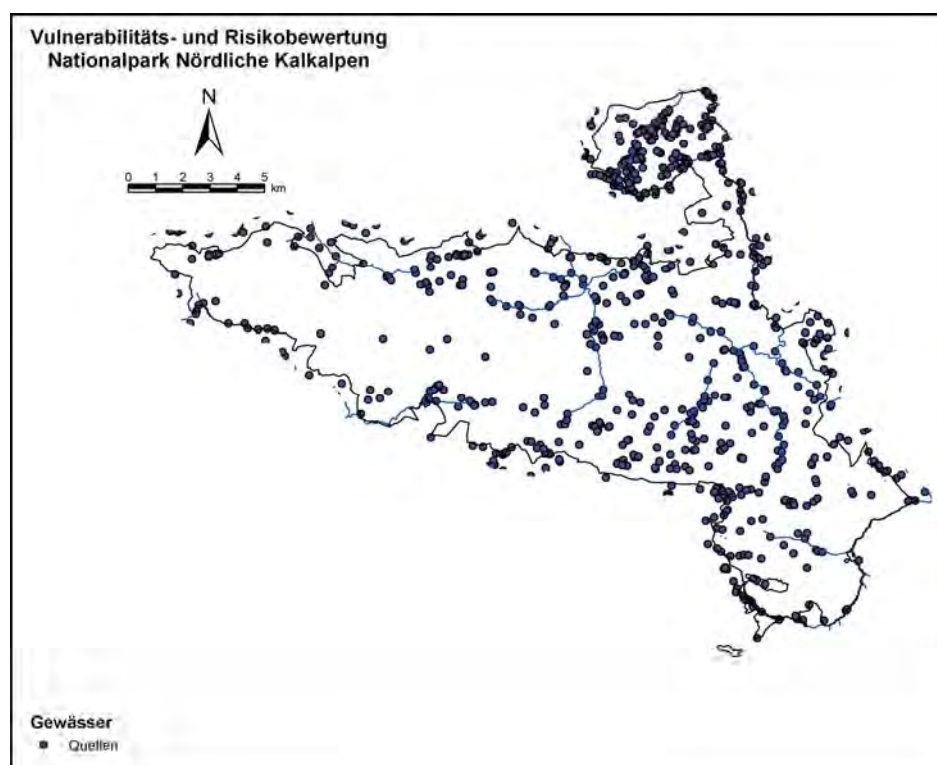 Vulnerabilitäts- und Risikobewertung
Nationalpark Nördliche Kalkalpen
N
0 1 2 3 4 5
km
Gewässer
Quellen